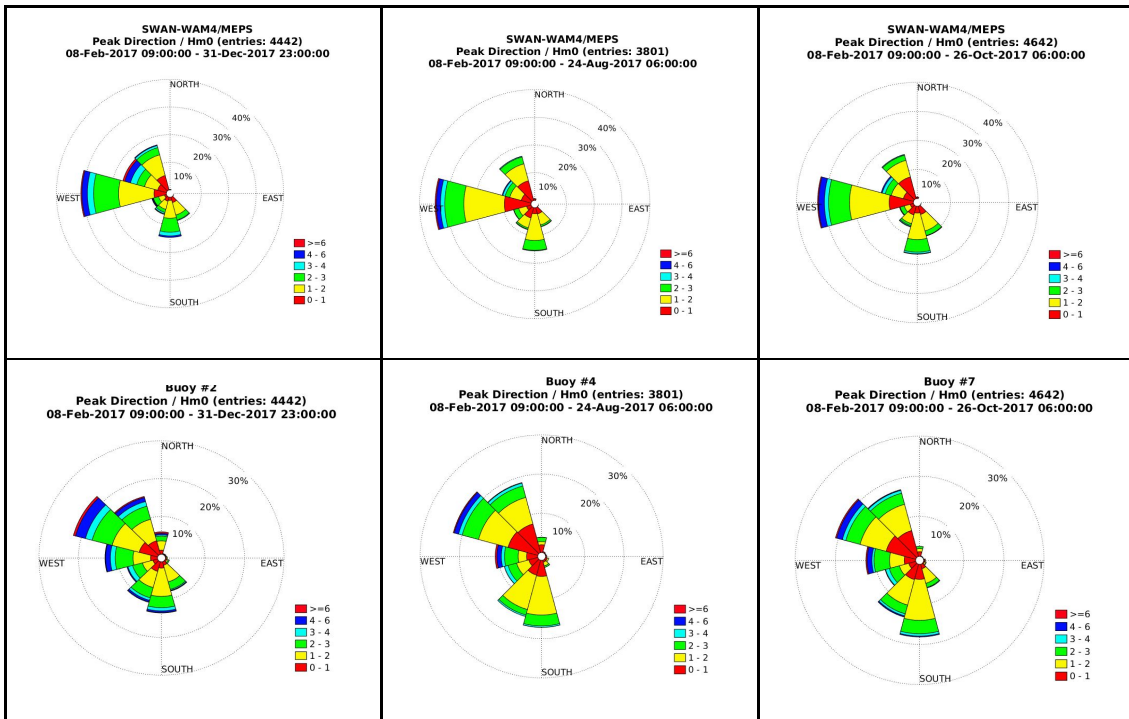 SWAN-WAM4/MEPS
Peak Direction / Hm0 (entries: 4442)
08-Feb-2017 09:00:00 - 31-Dec-2017 23:00:00
NORTH
40%
30%
20%
10%
WEST
EAST
SOUTH
>=6
4 - 6
3 - 4
2 - 3
1 - 2
0 - 1
SWAN-WAM4/MEPS
Peak Direction / Hm0 (entries: 3801)
08-Feb-2017 09:00:00 - 24-Aug-2017 06:00:00
NORTH
40%
30%
20%
10%
WEST
EAST
SOUTH
>=6
4 - 6
3 - 4
2 - 3
1 - 2
0 - 1
SWAN-WAM4/MEPS
Peak Direction / Hm0 (entries: 4642)
08-Feb-2017 09:00:00 - 26-Oct-2017 06:00:00
NORTH
40%
30%
20%
10%
WEST
EAST
SOUTH
>=6
4 - 6
3 - 4
2 - 3
1 - 2
0 - 1
Buoy #2
Peak Direction / Hm0 (entries: 4442)
08-Feb-2017 09:00:00 - 31-Dec-2017 23:00:00
NORTH
30%
20%
10%
WEST
EAST
SOUTH
>=6
4 - 6
3 - 4
2 - 3
1 - 2
0 - 1
Buoy #4
Peak Direction / Hm0 (entries: 3801)
08-Feb-2017 09:00:00 - 24-Aug-2017 06:00:00
NORTH
30%
20%
10%
WEST
EAST
SOUTH
>=6
4 - 6
3 - 4
2 - 3
1 - 2
0 - 1
Buoy #7
Peak Direction / Hm0 (entries: 4642)
08-Feb-2017 09:00:00 - 26-Oct-2017 06:00:00
NORTH
30%
20%
10%
WEST
EAST
SOUTH
>=6
4 - 6
3 - 4
2 - 3
1 - 2
0 - 1